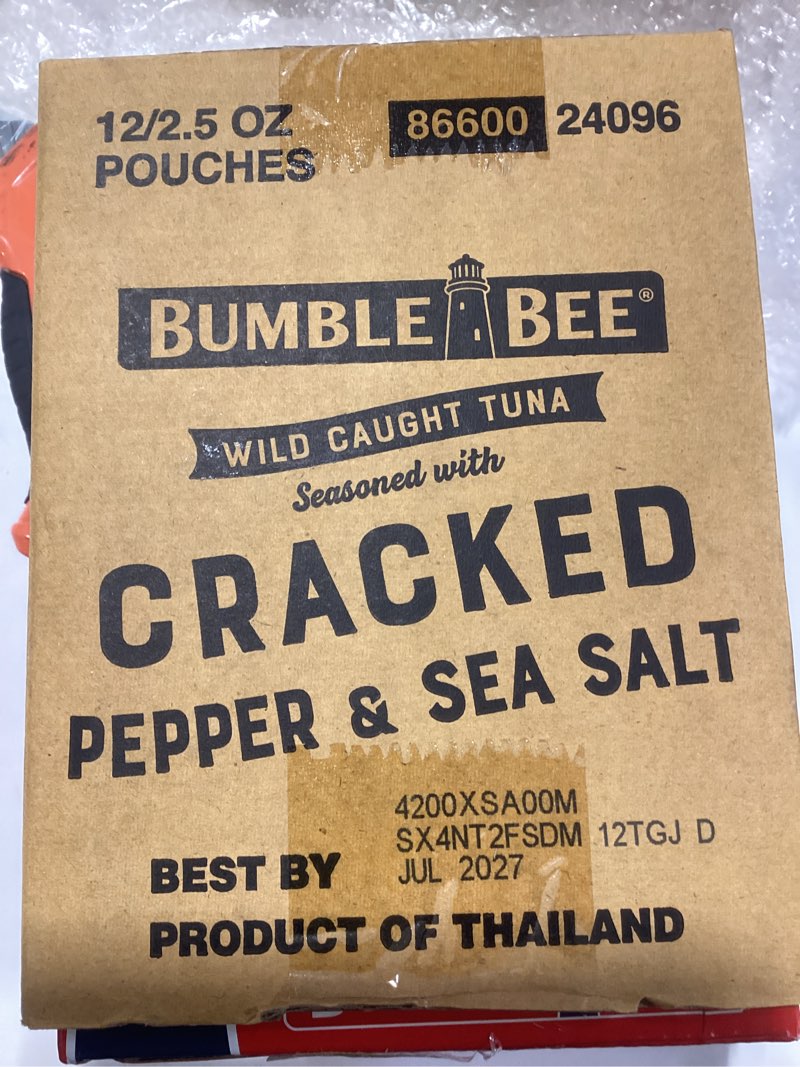 12/2.5 OZ 86600 24096
POUCHES
BUMBLE BEE®
WILD CAUGHT TUNA
Seasoned with
CRACKED
PEPPER & SEA SALT
4200XSA00M
SX4NT2FSDM 12TGJ D
BEST BY JUL 2027
PRODUCT OF THAILAND